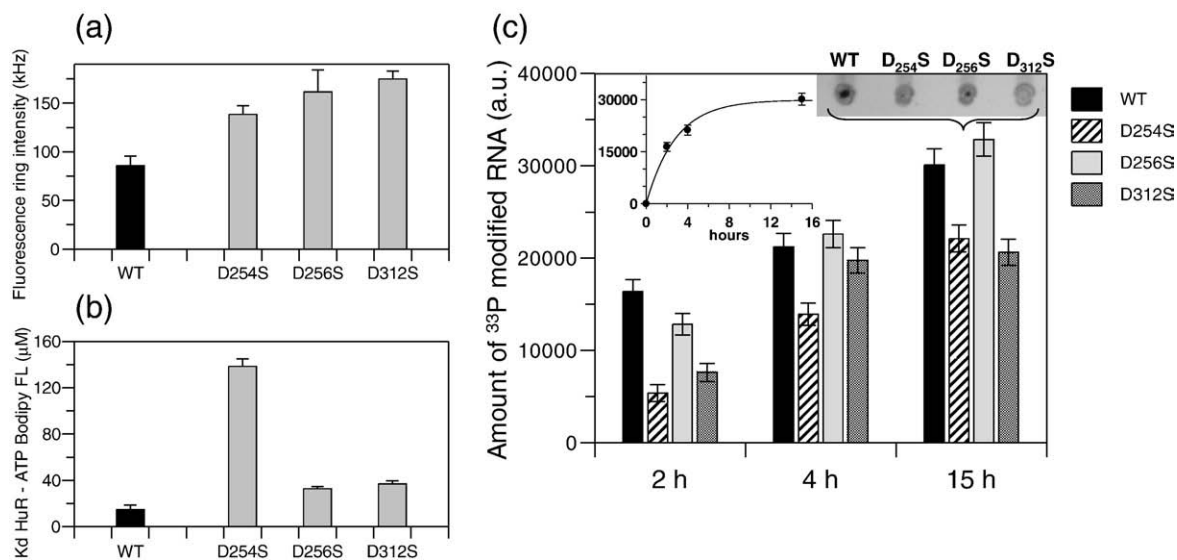 (a)
Fluorescence ring intensity (kHz)
150
100
50
0
WT
D254S
D256S
D312S
(b)
Kd HuR - ATP Bodipy FL (μM)
160
120
80
40
0
WT
D254S
D256S
D312S
(c)
Amount of ³³P modified RNA (a.u.)
40000
30000
20000
10000
0
30000
15000
0
0 4 8 12 16
hours
WT D₂₅₄S D₂₅₆S D₃₁₂S
2 h
4 h
15 h
WT
D254S
D256S
D312S